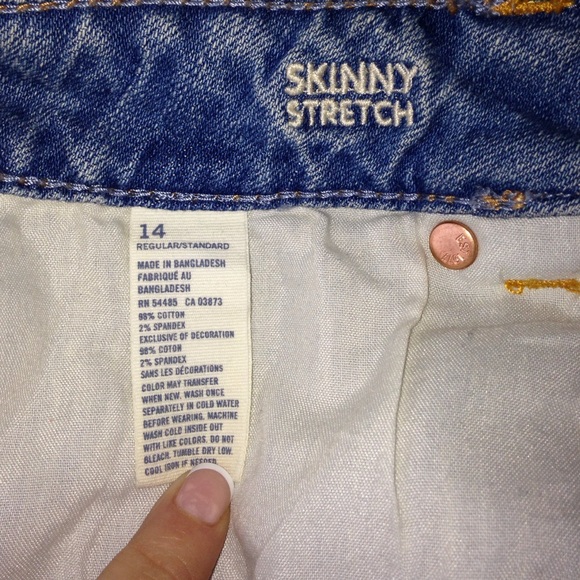 SKINNY
STRETCH
14
REGULAR/STANDARD
MADE IN BANGLADESH
FABRIQUÉ AU
BANGLADESH
RN 54485 CA 03873
98% COTTON
2% SPANDEX
EXCLUSIVE OF DECORATION
98% COTON
2% SPANDEX
SANS LES DÉCORATIONS
COLOR MAY TRANSFER
WHEN NEW. WASH ONCE
SEPARATELY IN COLD WATER
BEFORE WEARING. MACHINE
WASH COLD INSIDE OUT
WITH LIKE COLORS. DO NOT
BLEACH. TUMBLE DRY LOW.
COOL IRON IF NEEDED.